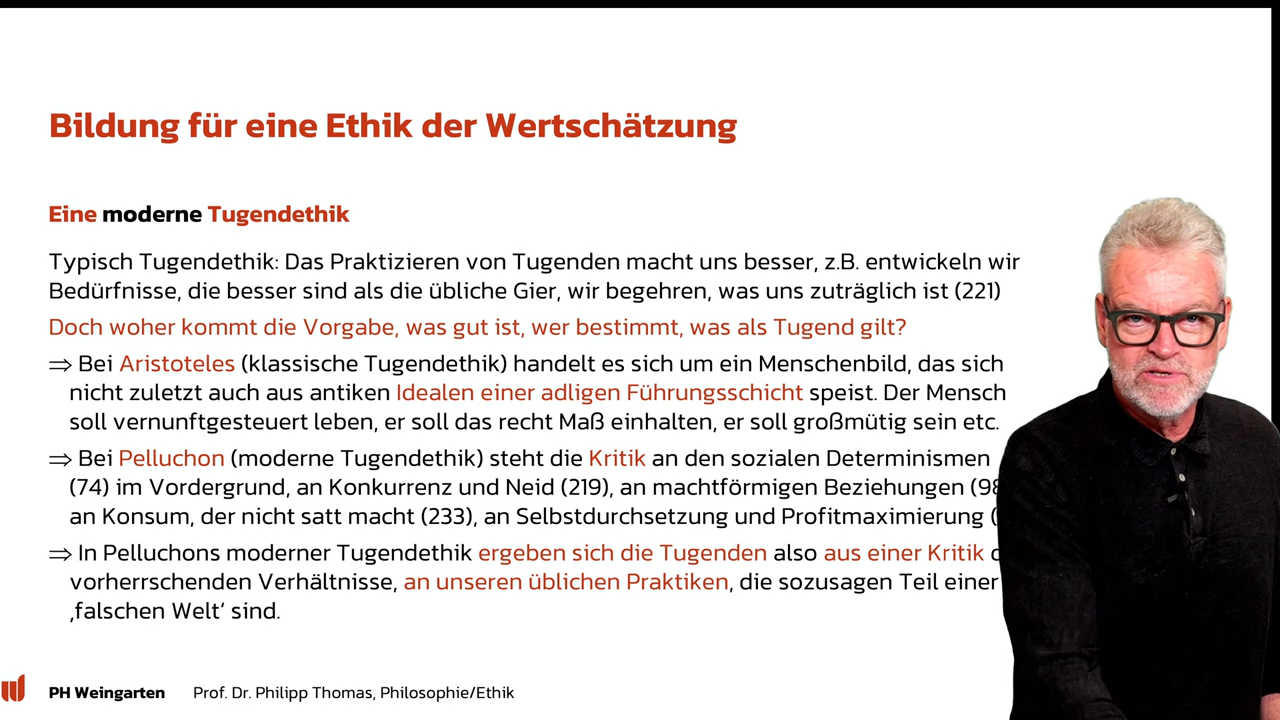 Bildung für eine Ethik der Wertschätzung
Eine moderne Tugendethik
Typisch Tugendethik: Das Praktizieren von Tugenden macht uns besser, z.B. entwickeln wir
Bedürfnisse, die besser sind als die übliche Gier, wir begehren, was uns zuträglich ist (221)
Doch woher kommt die Vorgabe, was gut ist, wer bestimmt, was als Tugend gilt?
⇒ Bei Aristoteles (klassische Tugendethik) handelt es sich um ein Menschenbild, das sich
nicht zuletzt auch aus antiken Idealen einer adligen Führungsschicht speist. Der Mensch
soll vernunftgesteuert leben, er soll das recht Maß einhalten, er soll großmütig sein etc.
⇒ Bei Pelluchon (moderne Tugendethik) steht die Kritik an den sozialen Determinismen
(74) im Vordergrund, an Konkurrenz und Neid (219), an machtförmigen Beziehungen (98
an Konsum, der nicht satt macht (233), an Selbstdurchsetzung und Profitmaximierung (
⇒ In Pelluchons moderner Tugendethik ergeben sich die Tugenden also aus einer Kritik
vorherrschenden Verhältnisse, an unseren üblichen Praktiken, die sozusagen Teil einer
‚falschen Welt‘ sind.
PH Weingarten Prof. Dr. Philipp Thomas, Philosophie/Ethik